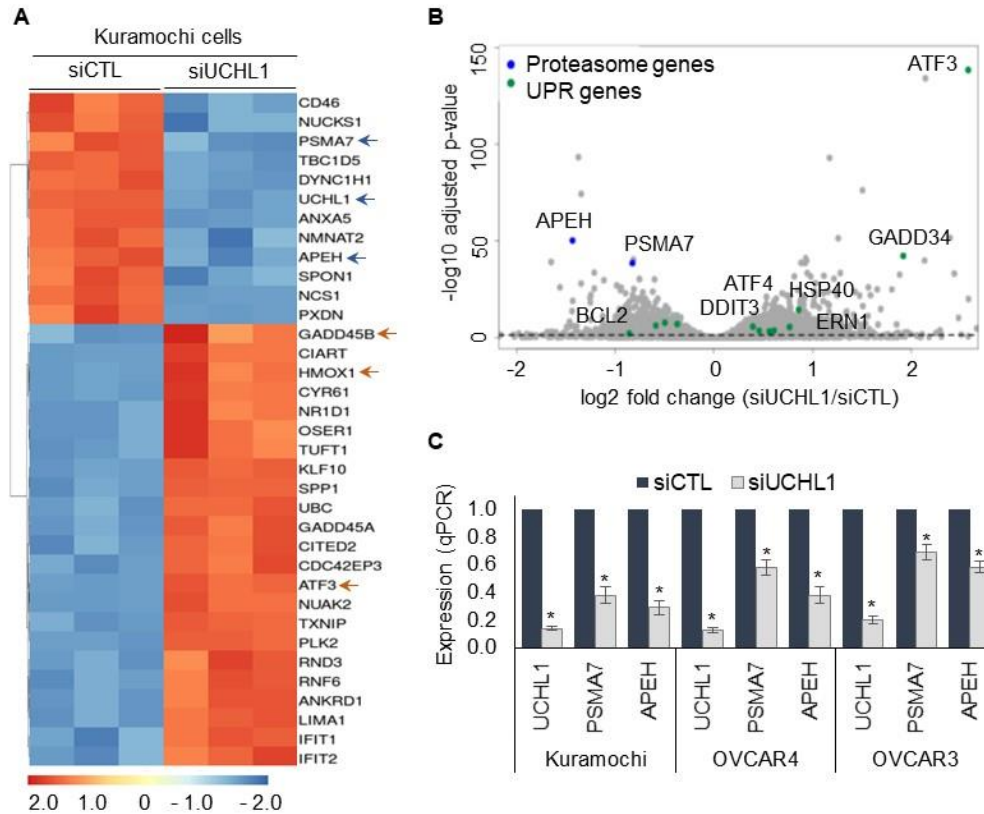 A
Kuramochi cells
siCTL siUCHL1
CD46
NUCKS1
PSMA7
TBC1D5
DYNC1H1
UCHL1
ANXA5
NMNAT2
APEH
SPON1
NCS1
PXDN
GADD45B
CIART
HMOX1
CYR61
NR1D1
OSER1
TUFT1
KLF10
SPP1
UBC
GADD45A
CITED2
CDC42EP3
ATF3
NUAK2
TXNIP
PLK2
RND3
RNF6
ANKRD1
LIMA1
IFIT1
IFIT2
2.0 1.0 0 - 1.0 - 2.0
B
-log10 adjusted p-value
150
100
50
0
Proteasome genes
UPR genes
ATF3
APEH
PSMA7
GADD34
ATF4
HSP40
DDIT3
BCL2
ERN1
-2 -1 0 1 2
log2 fold change (siUCHL1/siCTL)
C
siCTL siUCHL1
Expression (qPCR)
1.0
0.8
0.6
0.4
0.2
0.0
* * * * * * * * *
UCHL1 PSMA7 APEH UCHL1 PSMA7 APEH UCHL1 PSMA7 APEH
Kuramochi OVCAR4 OVCAR3